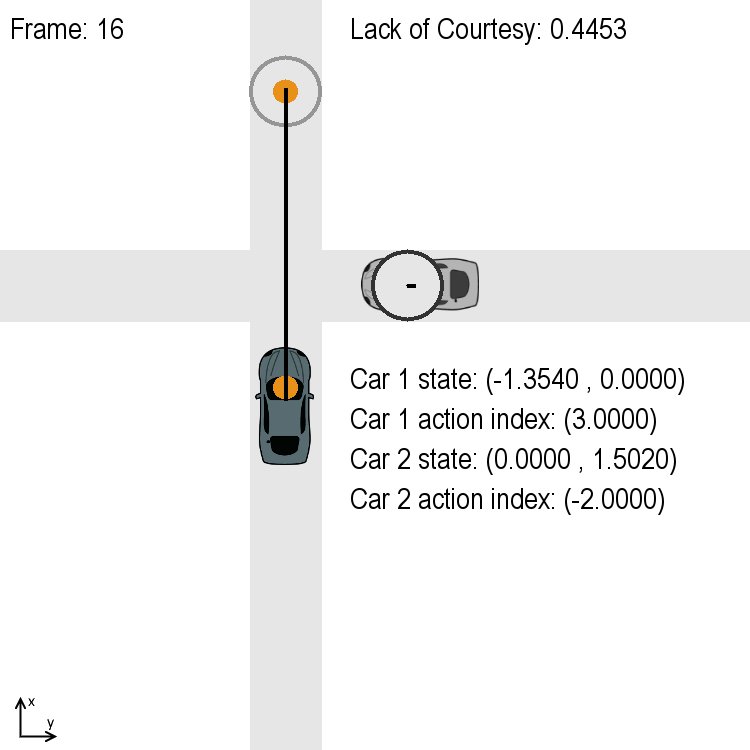 Frame: 16
Lack of Courtesy: 0.4453
Car 1 state: (-1.3540 , 0.0000)
Car 1 action index: (3.0000)
Car 2 state: (0.0000 , 1.5020)
Car 2 action index: (-2.0000)
x
y